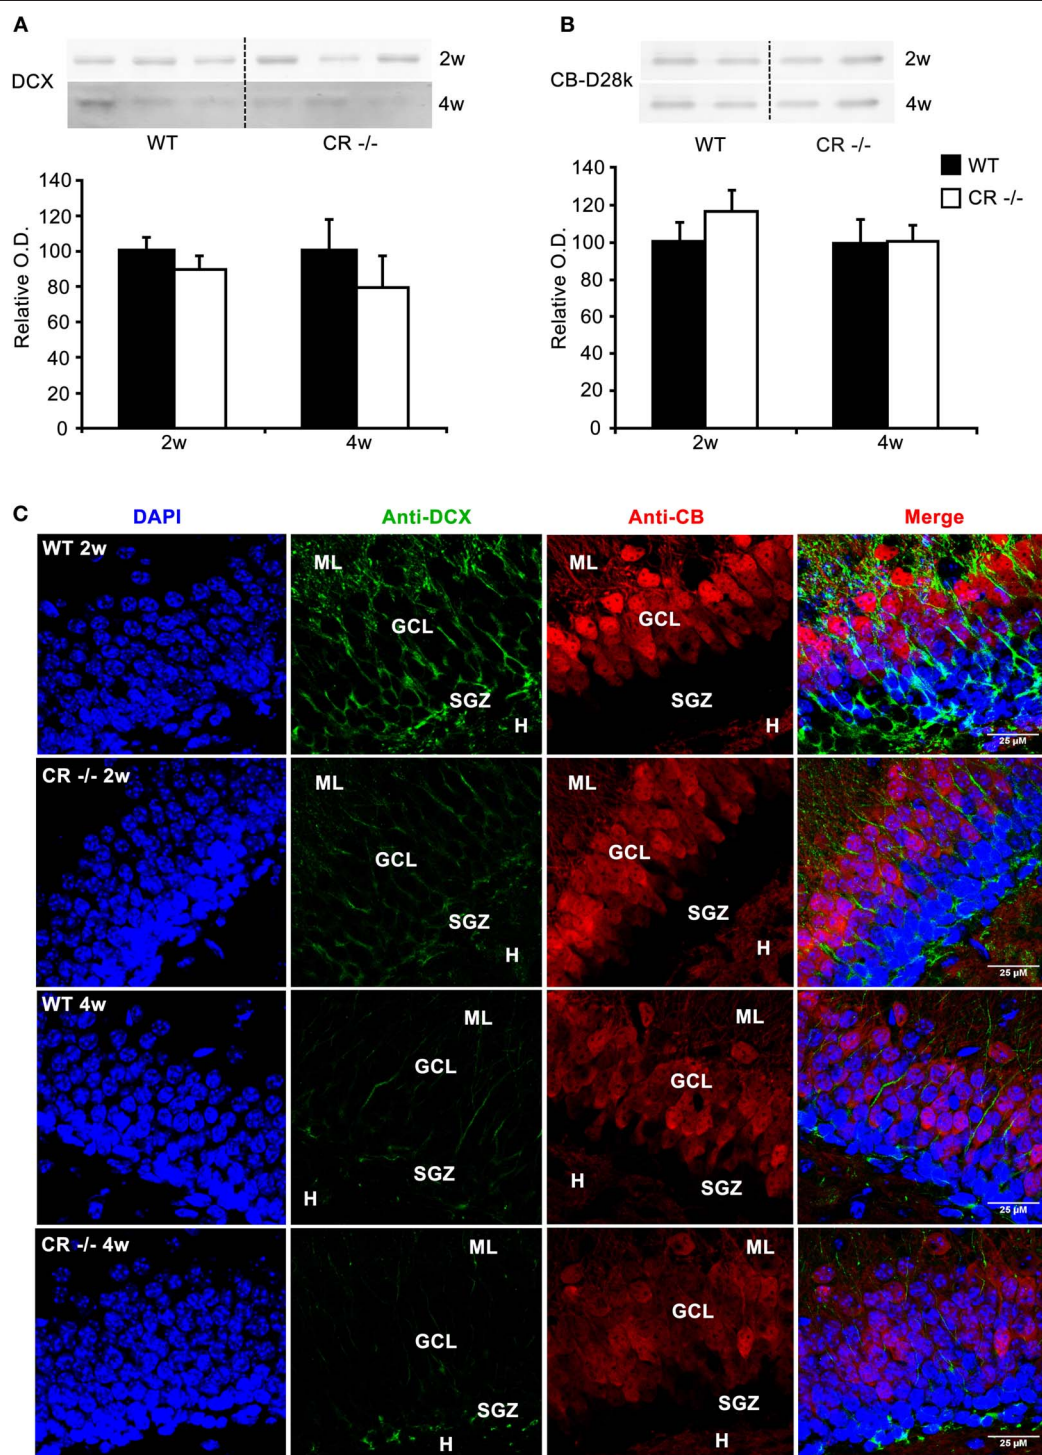 A
DCX
2w
4w
WT CR -/-
Relative O.D.
140
120
100
80
60
40
20
0
2w 4w
B
CB-D28k
2w
4w
WT CR -/-
WT
CR -/-
Relative O.D.
140
120
100
80
60
40
20
0
2w 4w
C
DAPI Anti-DCX Anti-CB Merge
WT 2w
ML
GCL
SGZ
H
ML
GCL
SGZ
H
25 µM
CR -/- 2w
ML
GCL
SGZ
H
ML
GCL
SGZ
H
25 µM
WT 4w
ML
GCL
SGZ
H
ML
GCL
H
SGZ
25 µM
CR -/- 4w
ML
GCL
SGZ
H
ML
GCL
SGZ
H
25 µM